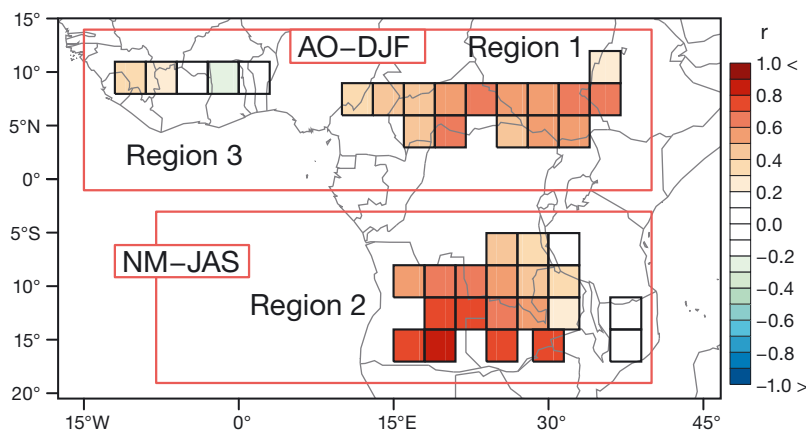 15°
10°
5°N
0°
5°S
10°
15°
20°
AO–DJF
Region 1
Region 3
NM–JAS
Region 2
15°W
0°
15°E
30°
45°
r
1.0 <
0.8
0.6
0.4
0.2
0.0
−0.2
−0.4
−0.6
−0.8
−1.0 >